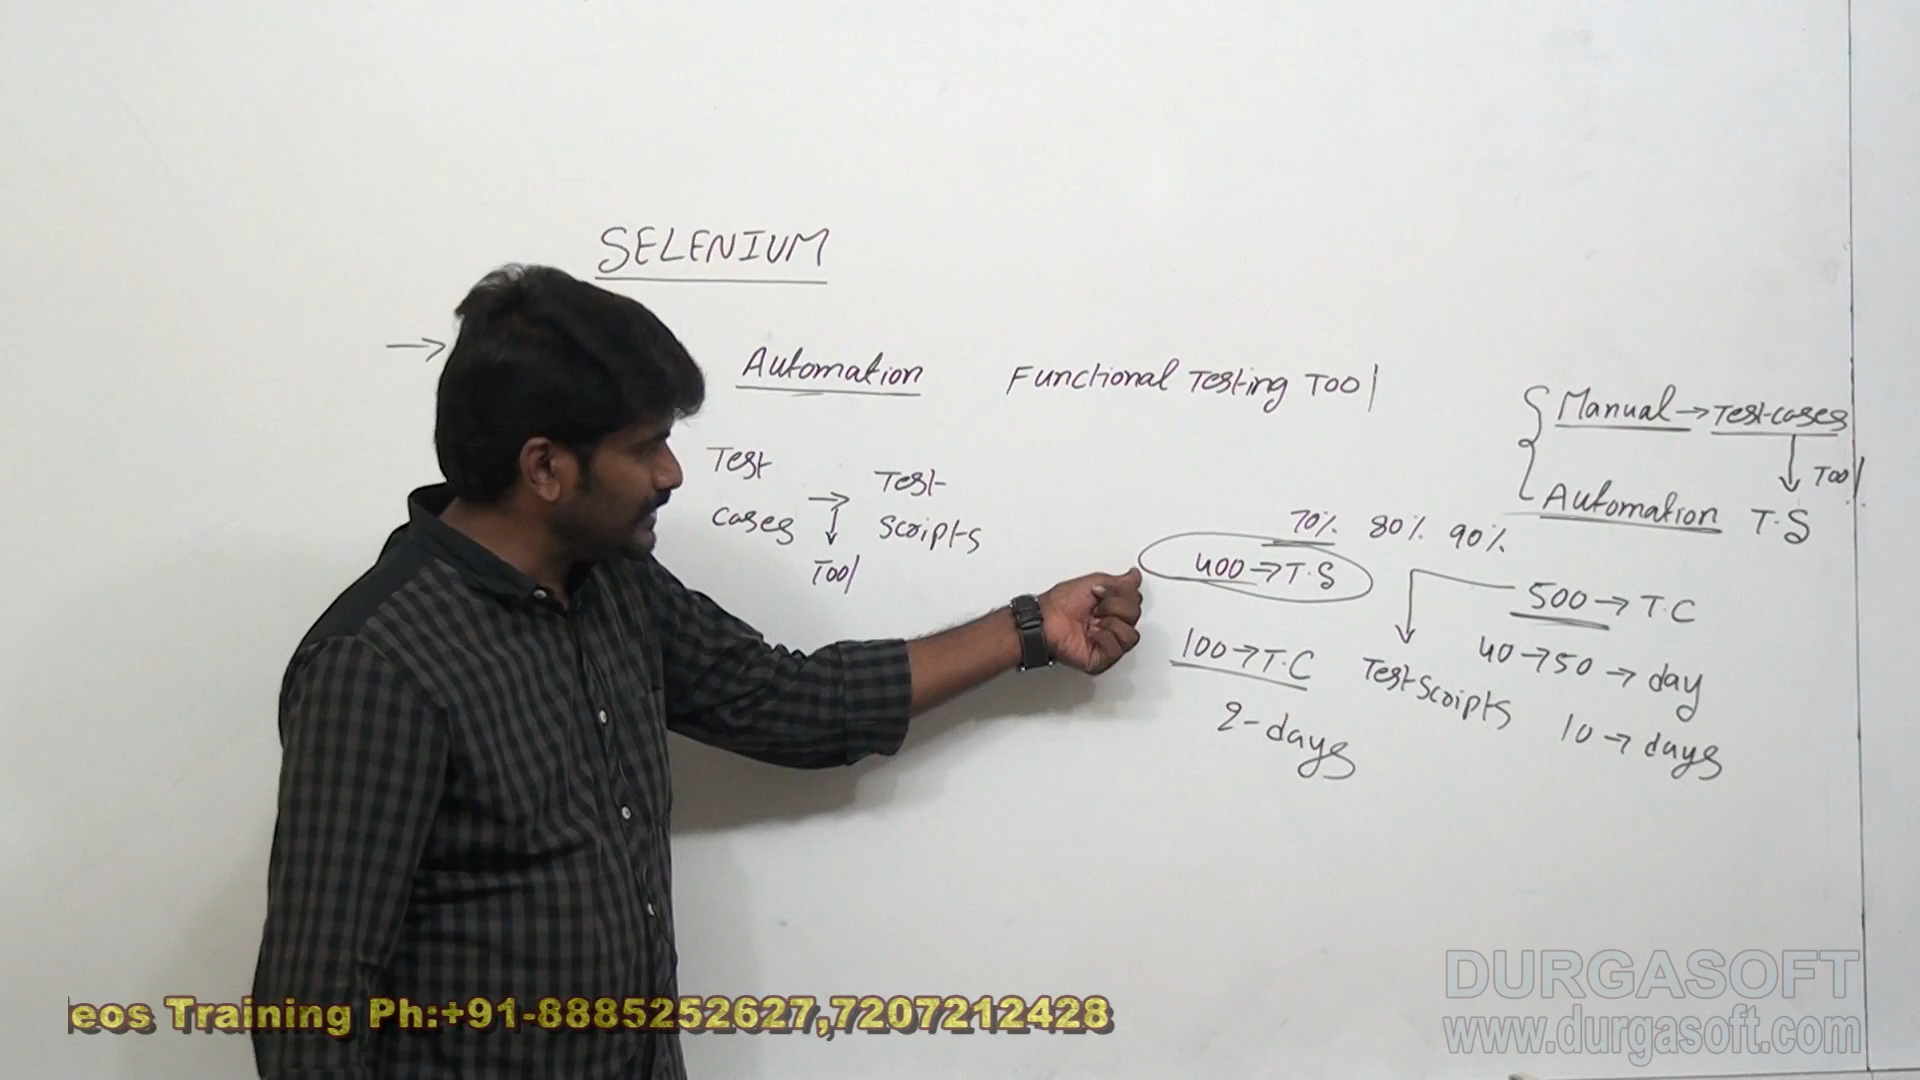 SELENIUM
→ Automation Functional Testing Tool
Test cases → Test scripts
↓
Tool
{ Manual → Testcases
↓ Tool
Automation T.S
70% 80% 90%
400 → T.S
500 → T.C
100 → T.C
40 → 50 → day
Test scripts
2-days
10 → days
DURGASOFT
www.durgasoft.com
eos Training Ph:+91-8885252627,7207212428